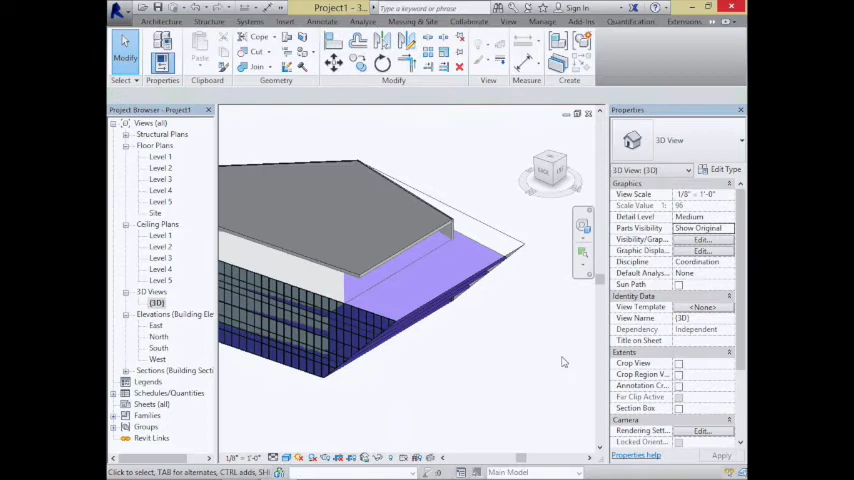 Project1 - 3...
Type a keyword or phrase
Sign In
Architecture Structure Systems Insert Annotate Analyze Massing & Site Collaborate View Manage Add-Ins Quantification Extensions
Modify
Paste
Cope
Cut
Join
Select Properties Clipboard Geometry Modify View Measure Create
Project Browser - Project1
Views (all)
Structural Plans
Floor Plans
Level 1
Level 2
Level 3
Level 4
Level 5
Site
Ceiling Plans
Level 1
Level 2
Level 3
Level 4
Level 5
3D Views
{3D}
Elevations (Building Ele
East
North
South
West
Sections (Building Secti
Legends
Schedules/Quantities
Sheets (all)
Families
Groups
Revit Links
Properties
3D View
3D View: {3D}
Edit Type
Graphics
View Scale 1/8" = 1'-0"
Scale Value 1: 96
Detail Level Medium
Parts Visibility Show Original
Visibility/Grap... Edit...
Graphic Displa... Edit...
Discipline Coordination
Default Analys... None
Sun Path
Identity Data
View Template <None>
View Name {3D}
Dependency Independent
Title on Sheet
Extents
Crop View
Crop Region V...
Annotation Cr...
Far Clip Active
Section Box
Camera
Rendering Sett... Edit...
Locked Orient...
Properties help
Apply
1/8" = 1'-0"
Click to select, TAB for alternates, CTRL adds, SHI
:0
Main Model